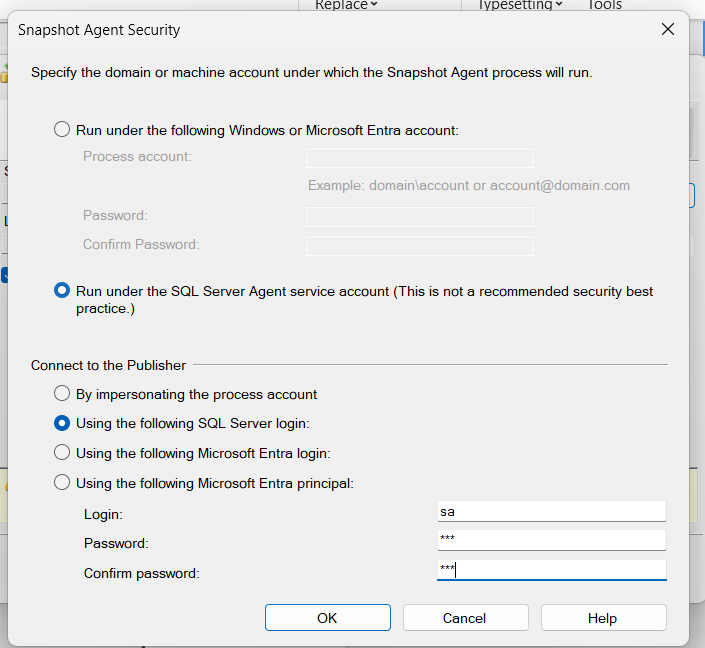 Replace
Typesetting
Tools
Snapshot Agent Security
Specify the domain or machine account under which the Snapshot Agent process will run.
Run under the following Windows or Microsoft Entra account:
Process account:
Example: domain\account or account@domain.com
Password:
Confirm Password:
Run under the SQL Server Agent service account (This is not a recommended security best
practice.)
Connect to the Publisher
By impersonating the process account
Using the following SQL Server login:
Using the following Microsoft Entra login:
Using the following Microsoft Entra principal:
Login: sa
Password: ***
Confirm password: ***
OK Cancel Help